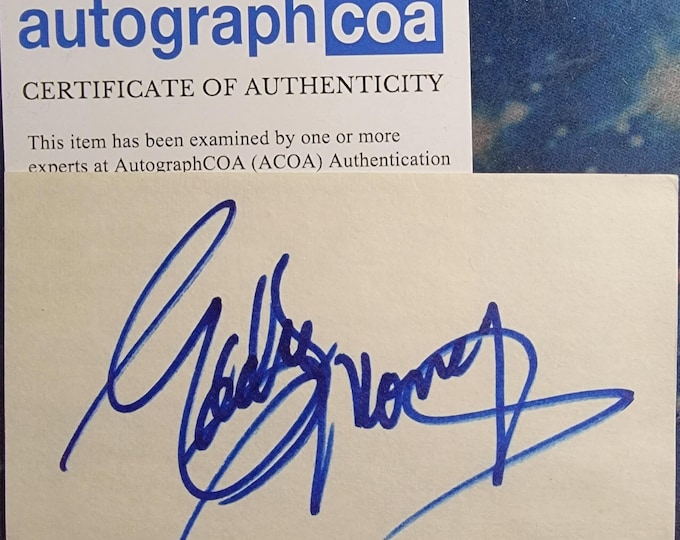 autographcoa
CERTIFICATE OF AUTHENTICITY
This item has been examined by one or more
experts at AutographCOA (ACOA) Authentication